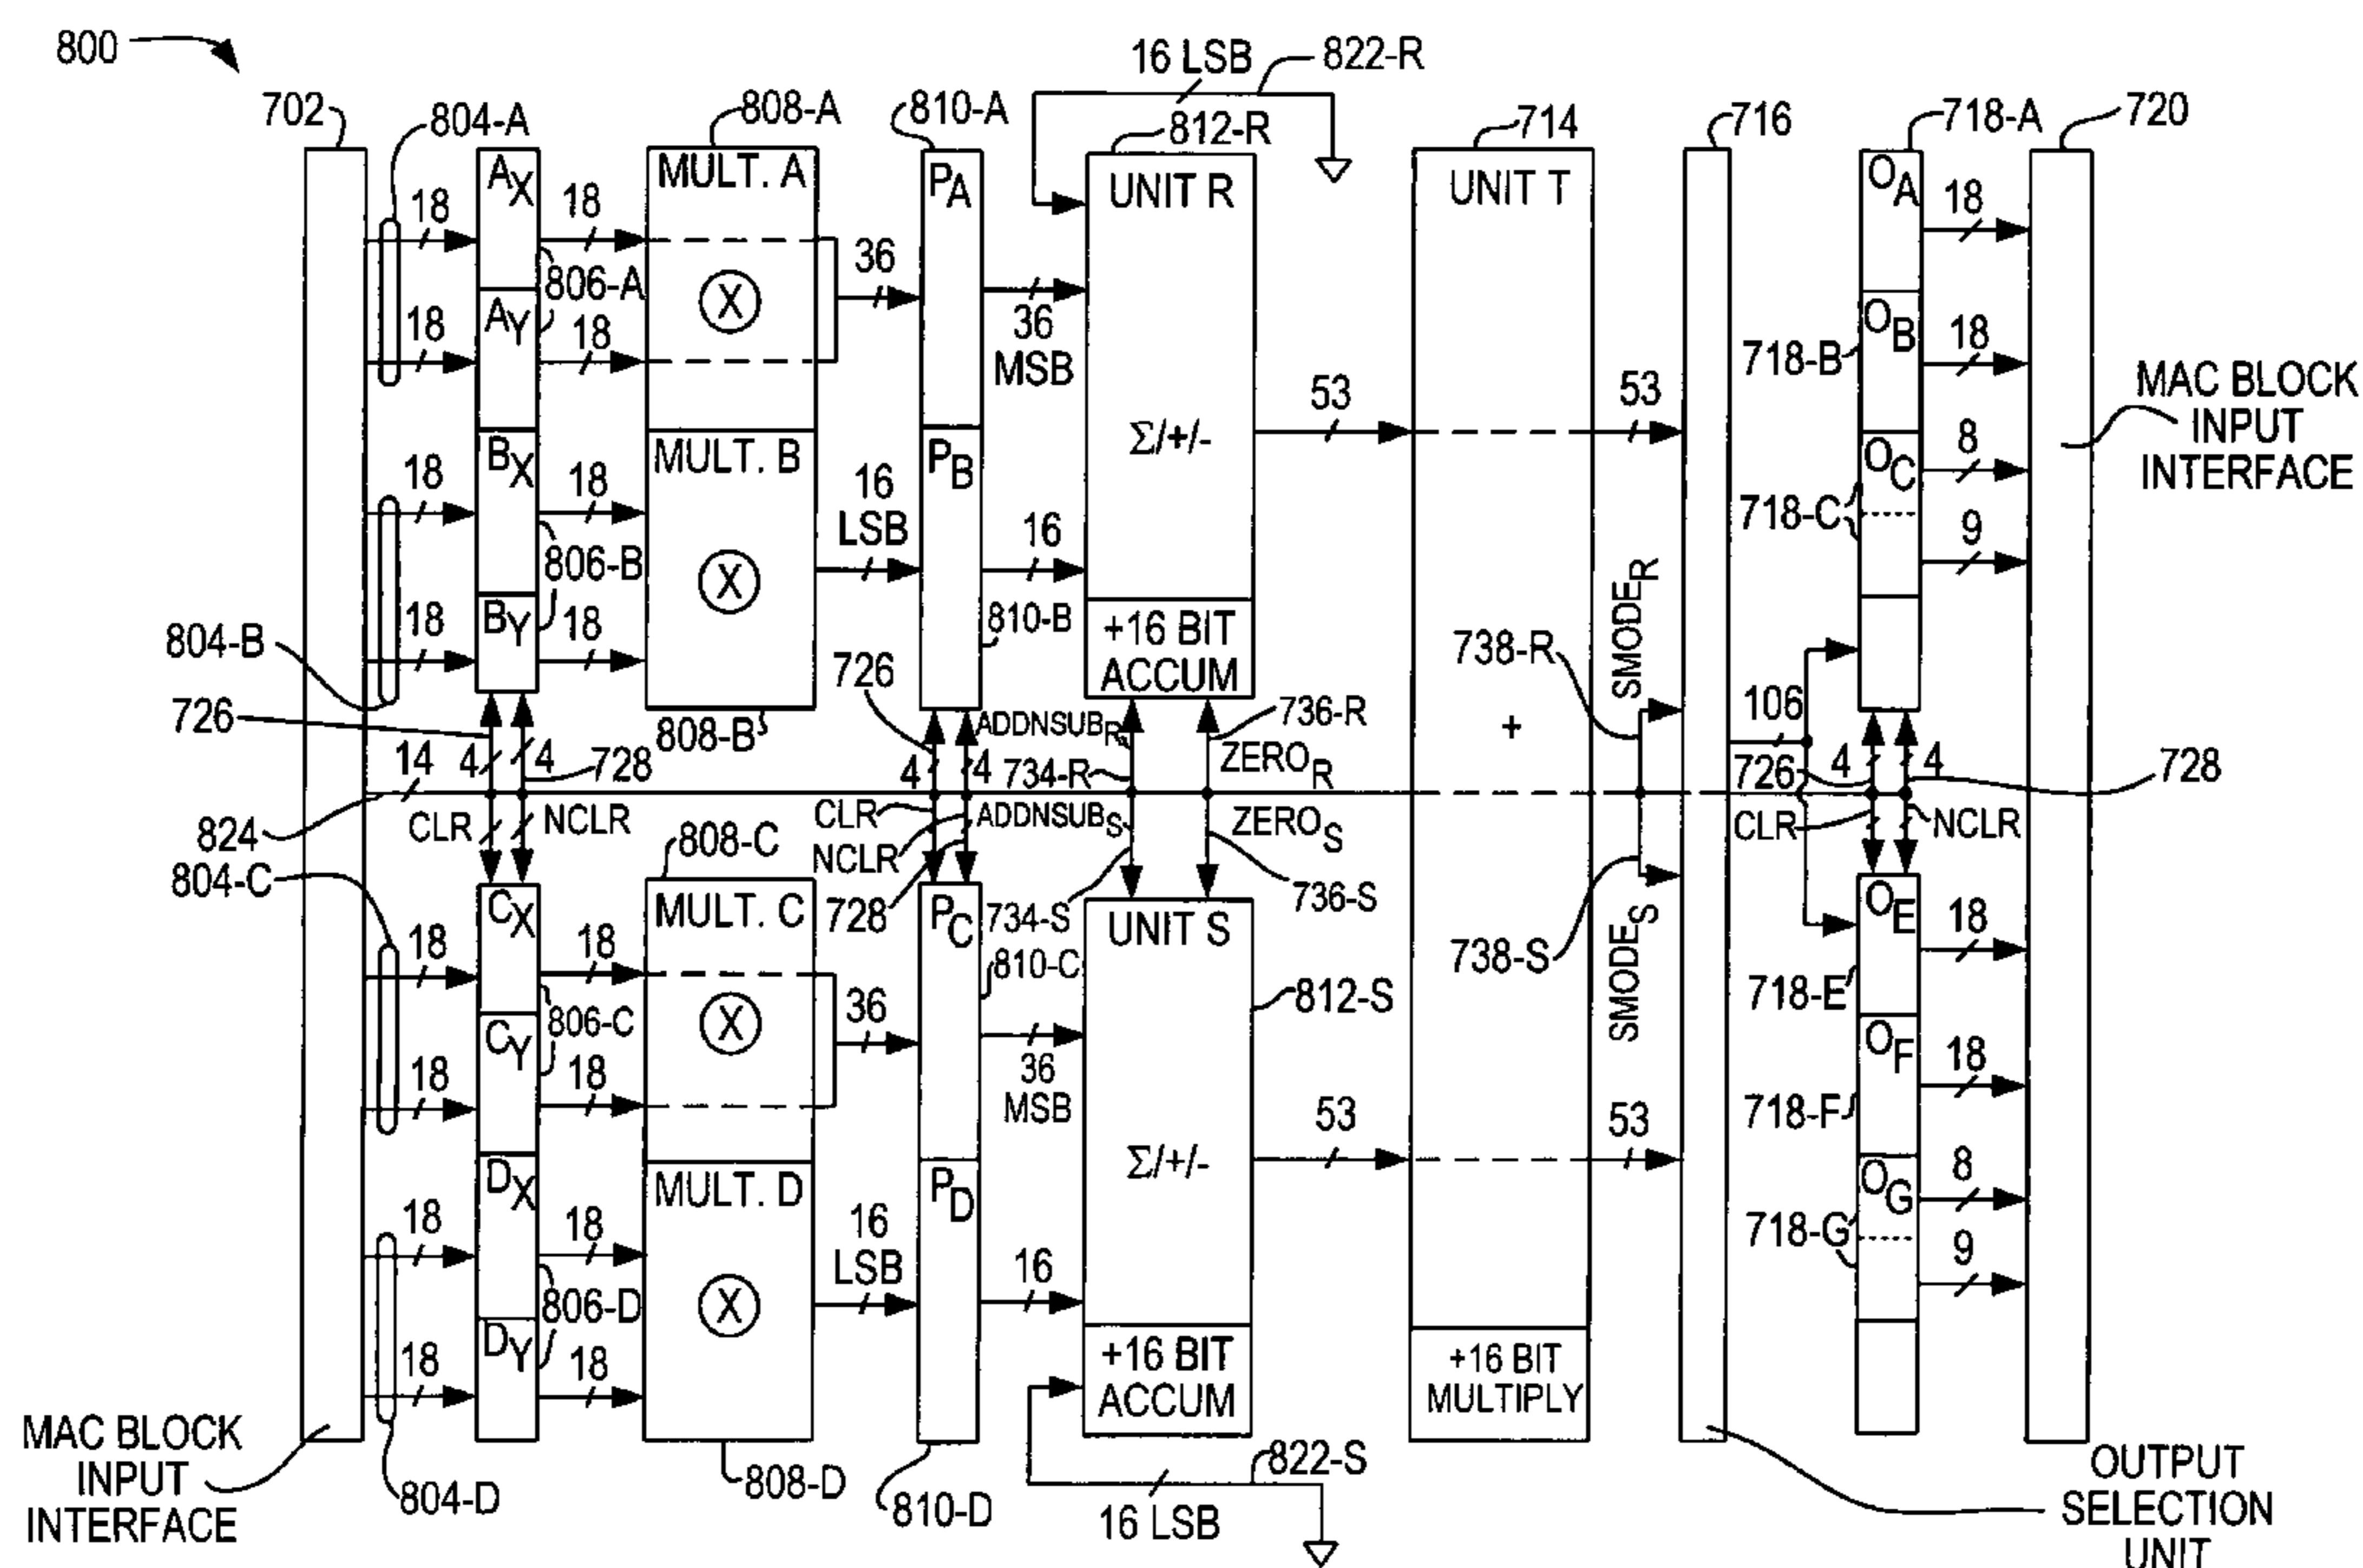 800
702
804-A
808-A
810-A
16 LSB
822-R
812-R
714
716
718-A
720
18
AX
18
MULT. A
PA
UNIT R
UNIT T
OA
18
806-A
36
X
18
AY
18
36
MSB
OB
18
718-B
53
53
MAC BLOCK
INPUT
INTERFACE
18
BX
18
MULT. B
16
LSB
PB
Σ/+/-
OC
8
718-C
16
9
806-B
X
804-B
18
BY
18
810-B
+16 BIT
ACCUM
SMODER
738-R
726
808-B
726
ADDNSUBR
736-R
+
106
14
4
4
728
4
4
734-R
ZEROR
726
4
4
728
824
CLR
NCLR
CLR
ADDNSUBS
ZEROS
CLR
NCLR
804-C
808-C
NCLR
728
734-S
736-S
738-S
SMODES
18
CX
18
MULT. C
PC
810-C
UNIT S
812-S
OE
18
718-E
806-C
X
36
18
CY
18
36
MSB
OF
18
718-F
53
53
18
DX
18
MULT. D
16
LSB
PD
Σ/+/-
OG
8
718-G
16
9
806-D
X
18
DY
18
+16 BIT
ACCUM
+16 BIT
MULTIPLY
MAC BLOCK
INPUT
INTERFACE
804-D
808-D
810-D
16 LSB
822-S
OUTPUT
SELECTION
UNIT